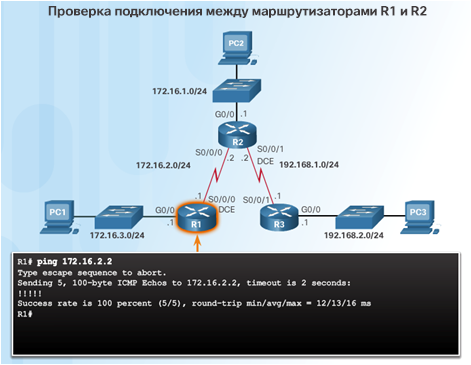 Проверка подключения между маршрутизаторами R1 и R2
PC2
172.16.1.0/24
G0/0
.1
R2
S0/0/0
S0/0/1
.2
.2
DCE
172.16.2.0/24
192.168.1.0/24
.1
S0/0/0
DCE
S0/0/1
.1
PC1
G0/0
.1
R1
R3
G0/0
.1
PC3
172.16.3.0/24
192.168.2.0/24
R1# ping 172.16.2.2
Type escape sequence to abort.
Sending 5, 100-byte ICMP Echos to 172.16.2.2, timeout is 2 seconds:
!!!!!
Success rate is 100 percent (5/5), round-trip min/avg/max = 12/13/16 ms
R1#